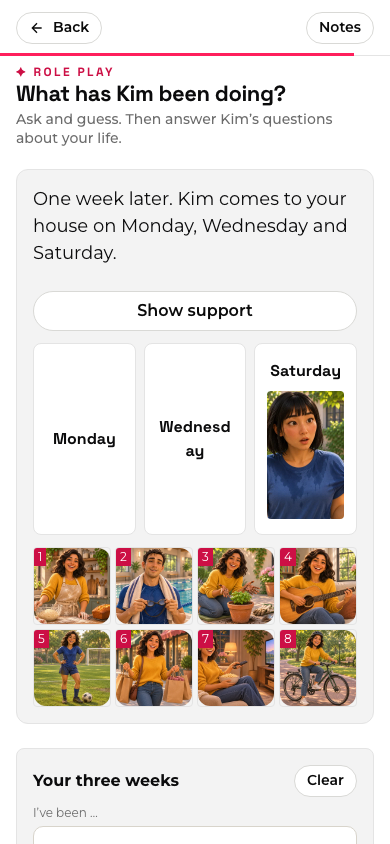 ← Back
Notes
✦ ROLE PLAY
What has Kim been doing?
Ask and guess. Then answer Kim's questions
about your life.
One week later. Kim comes to your
house on Monday, Wednesday and
Saturday.
Show support
Monday
Wednesd
ay
Saturday
1
2
3
4
5
6
7
8
Your three weeks
Clear
I've been ...